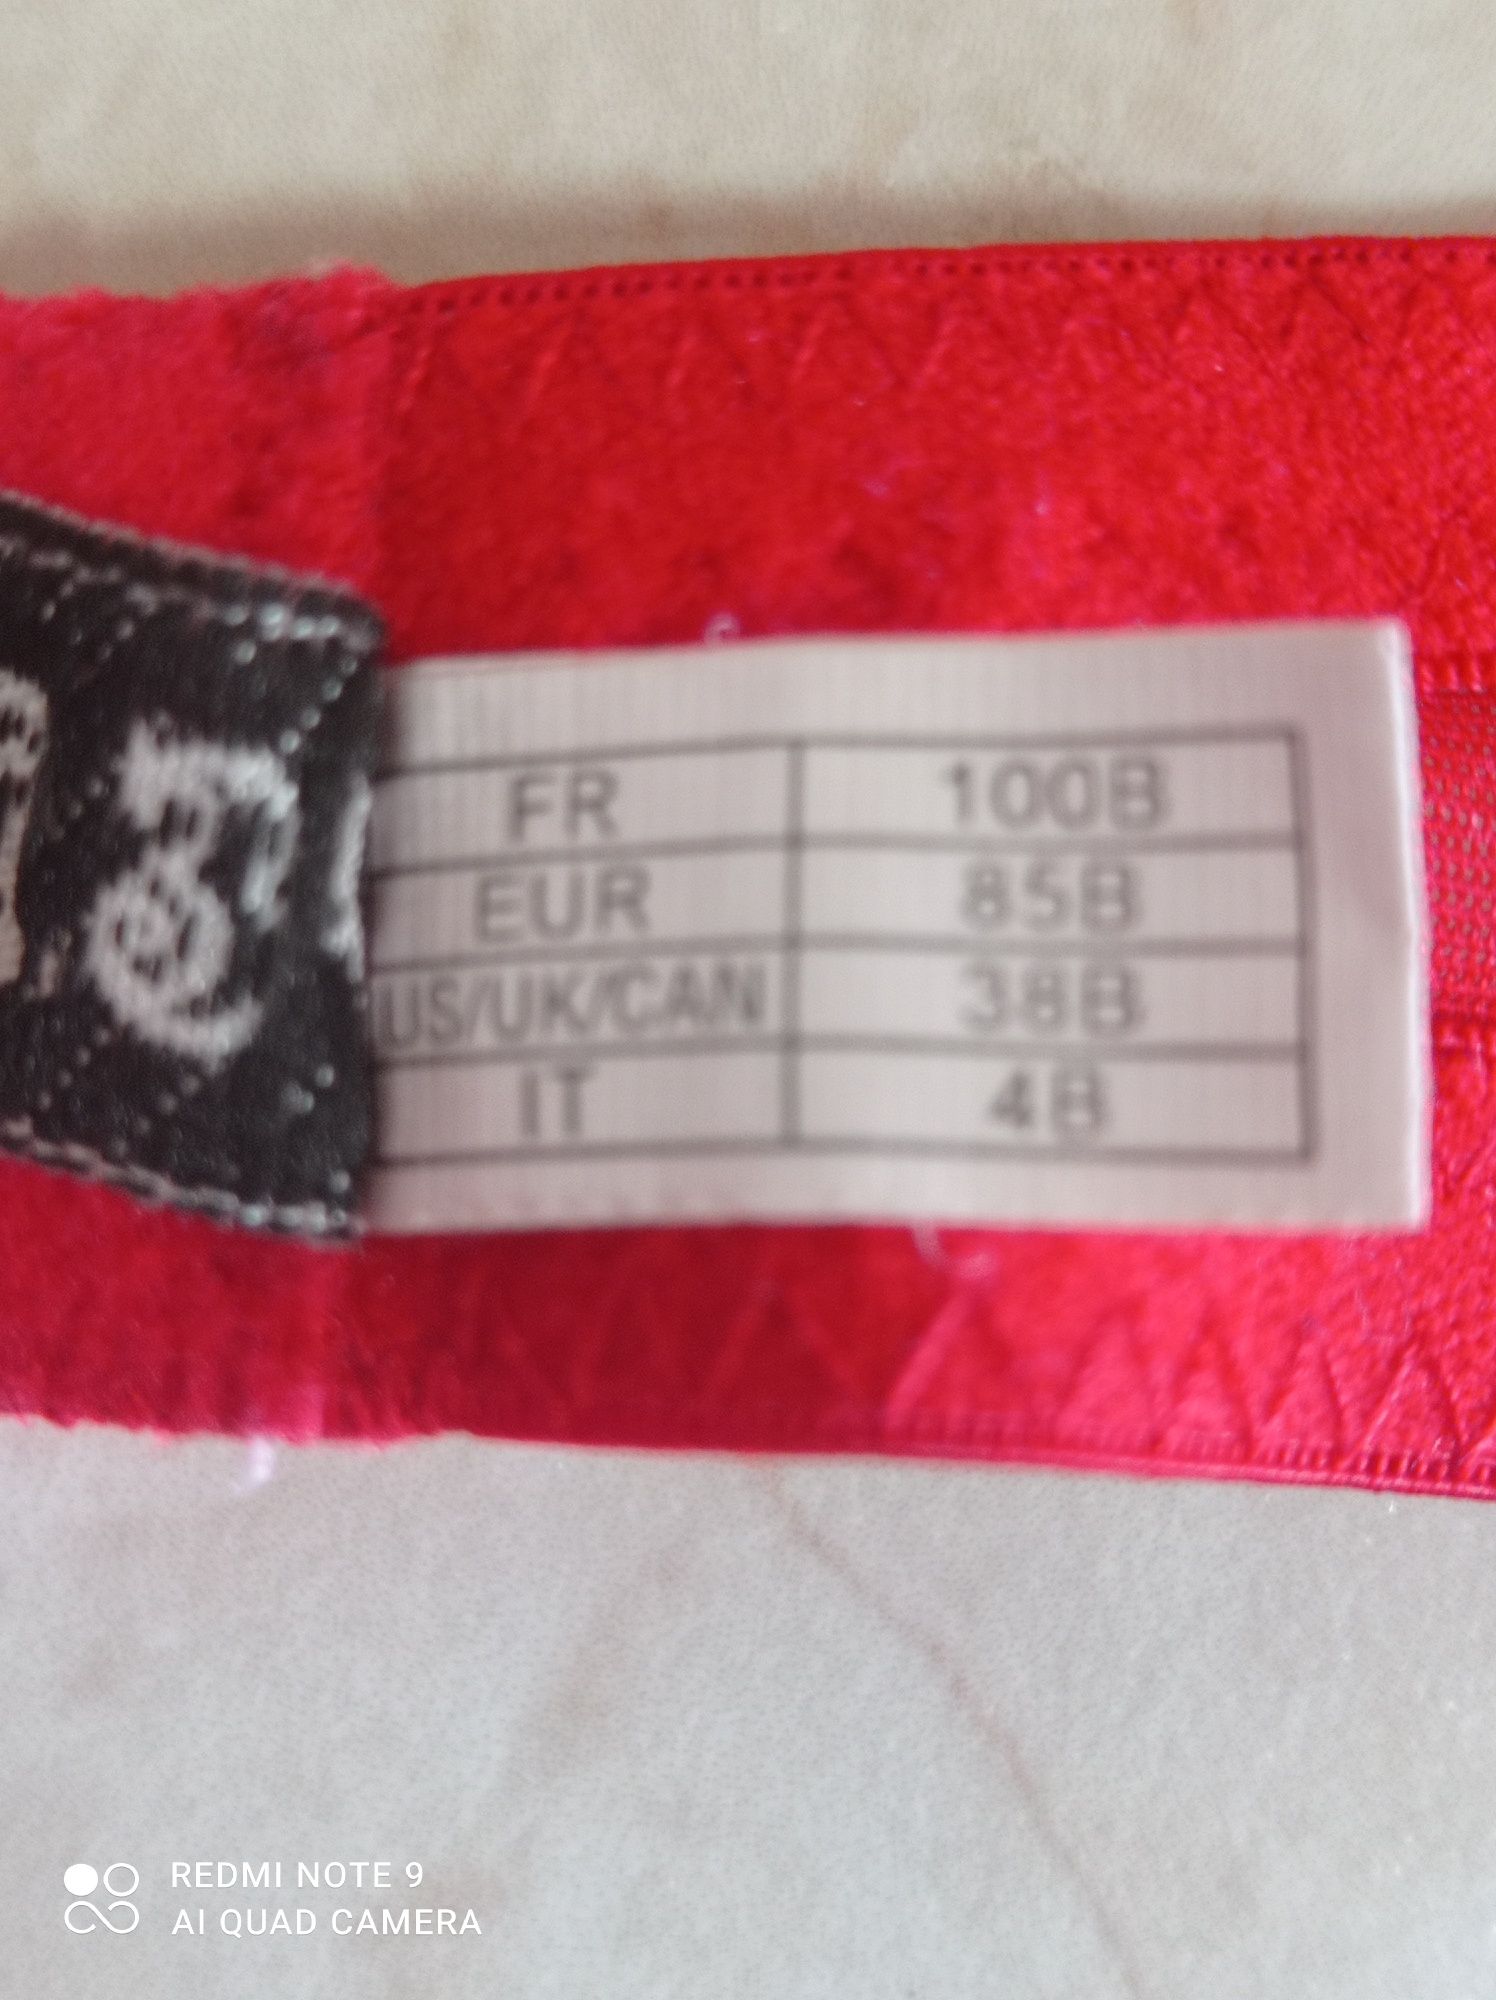 FR 100B
EUR 85B
US/UK/CAN 38B
IT 4B
REDMI NOTE 9
AI QUAD CAMERA